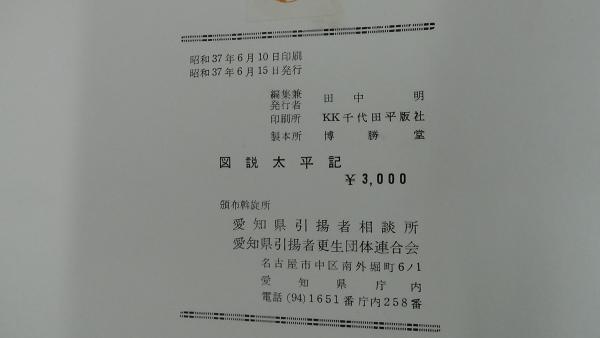 昭和37年6月10日印刷
昭和37年6月15日発行
編集兼発行者 田中明
印刷所 KK千代田平版社
製本所 博勝堂
図説太平記
¥3,000
頒布斡旋所
愛知県引揚者相談所
愛知県引揚者更生団体連合会
名古屋市中区南外堀町6ノ1
愛知県庁内
電話(94)1651番庁内258番